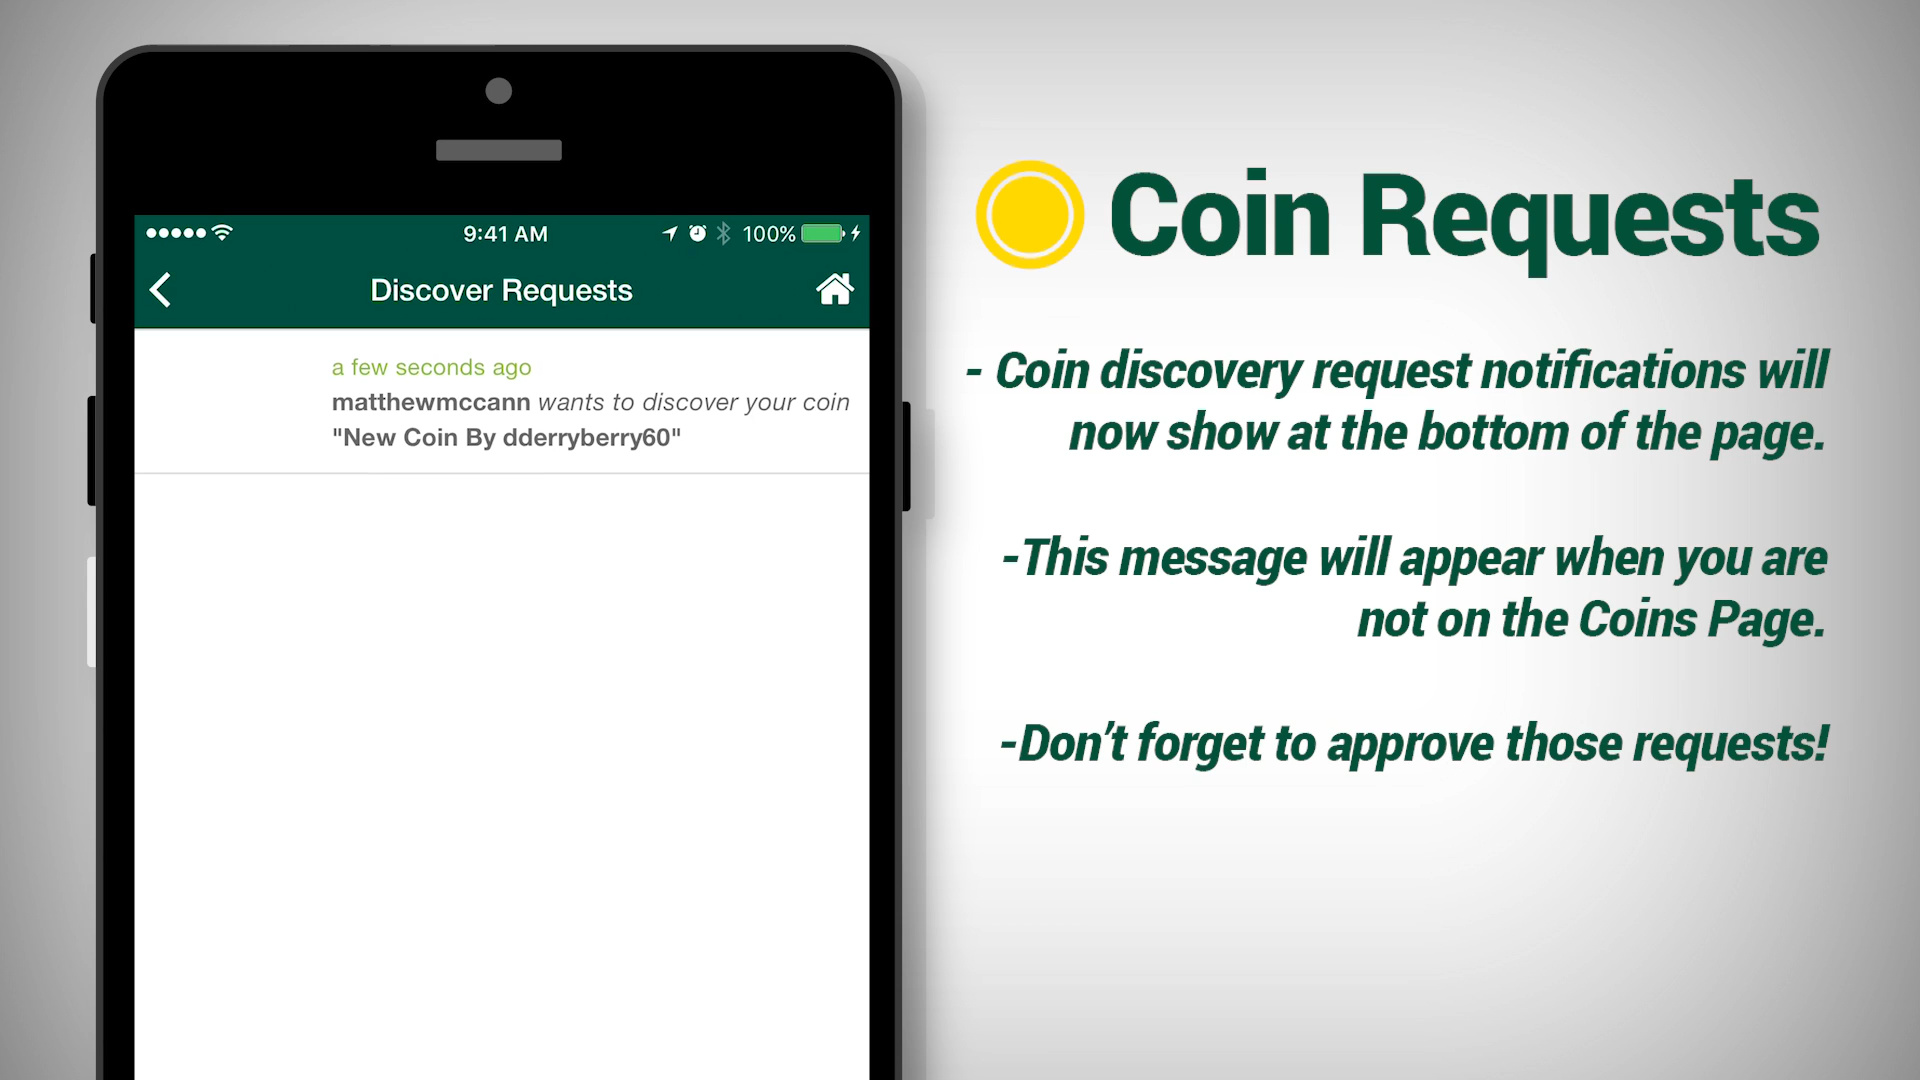 9:41 AM
100%
Discover Requests
a few seconds ago
matthewmccann wants to discover your coin
"New Coin By dderryberry60"
Coin Requests
- Coin discovery request notifications will
now show at the bottom of the page.
-This message will appear when you are
not on the Coins Page.
-Don’t forget to approve those requests!